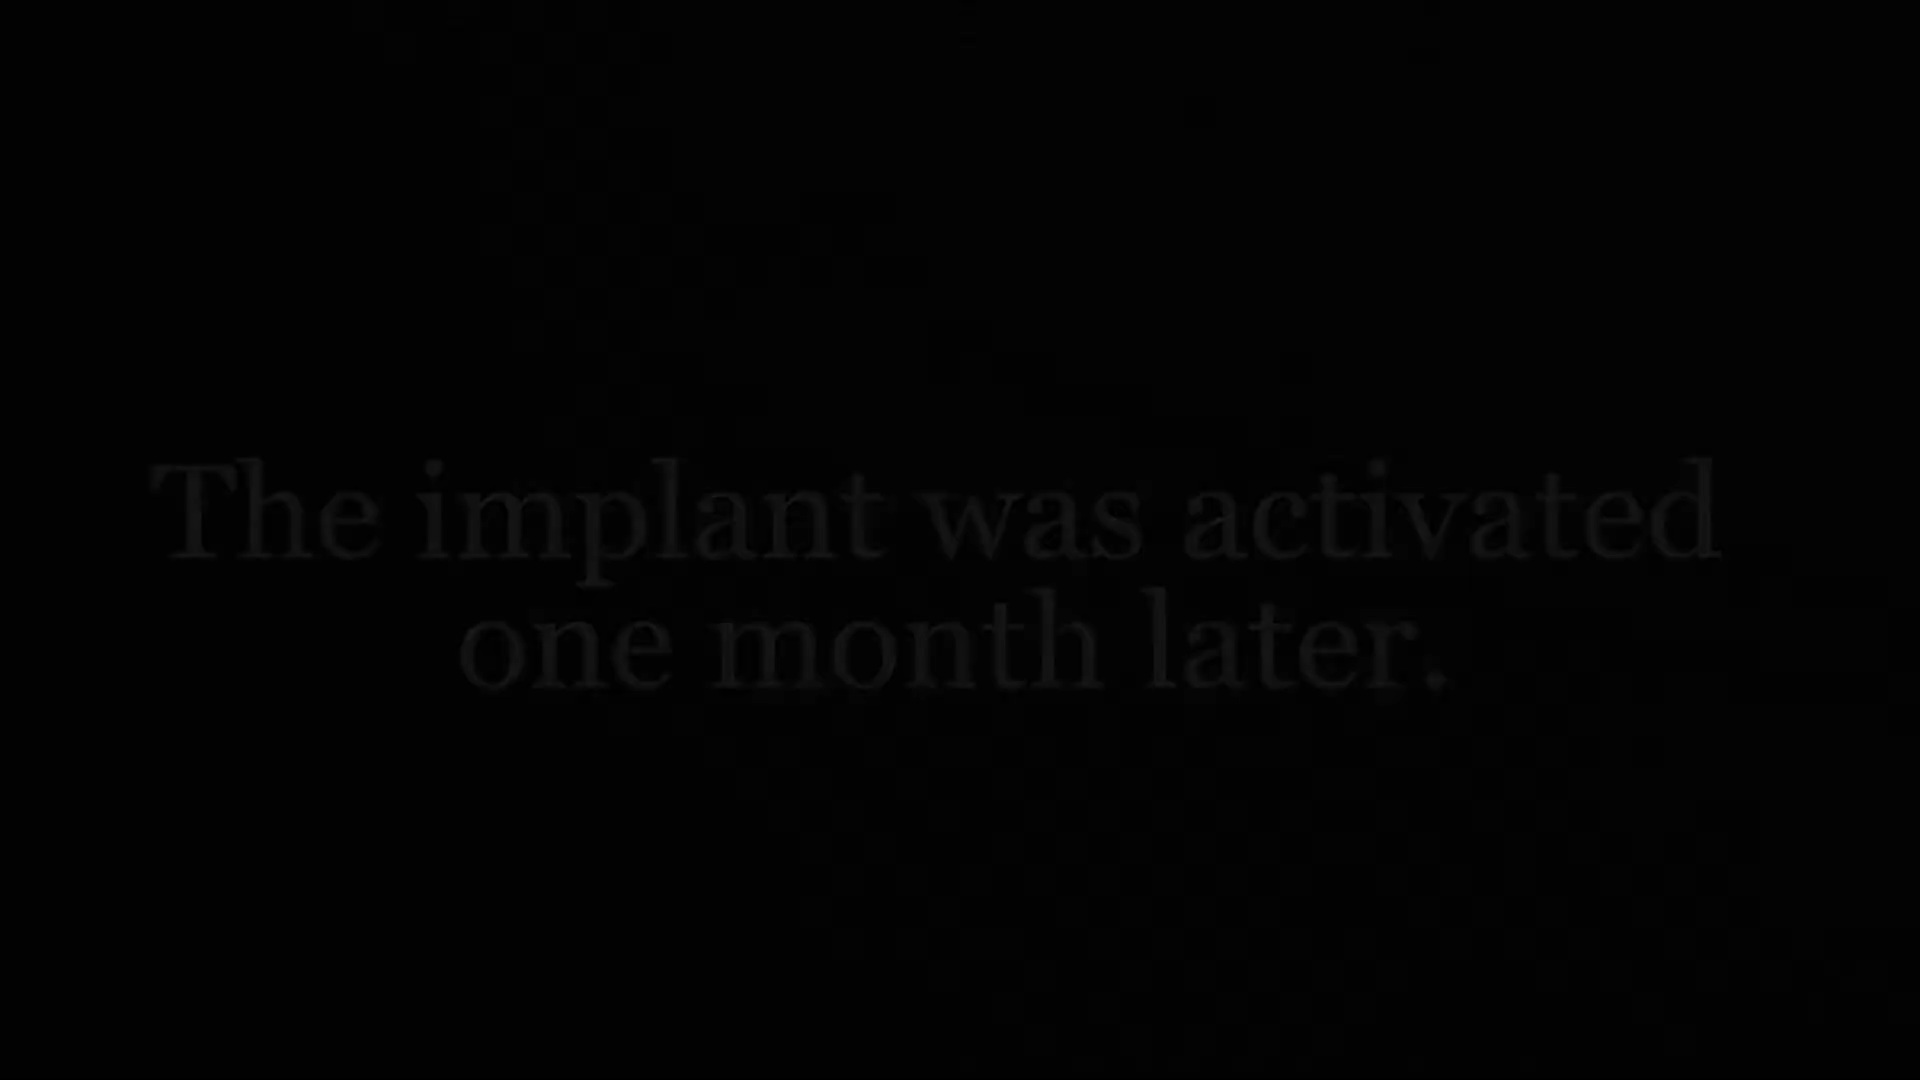 The implant was activated
one month later.